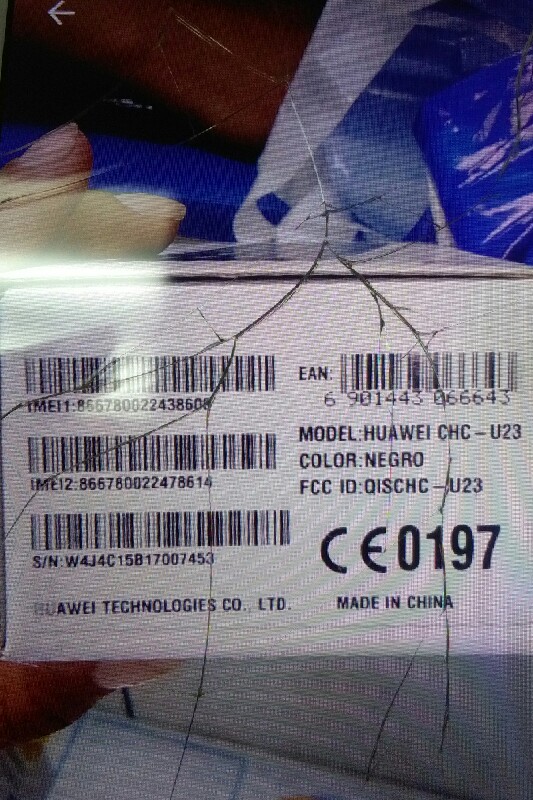 IMEI1:
EAN:
6 901443 066643
IMEI2:866780022478614
MODEL:HUAWEI CHC-U23
COLOR:NEGRO
FCC ID:QISCHC-U23
S/N:W4J4C15B17007453
CE0197
HUAWEI TECHNOLOGIES CO., LTD.
MADE IN CHINA